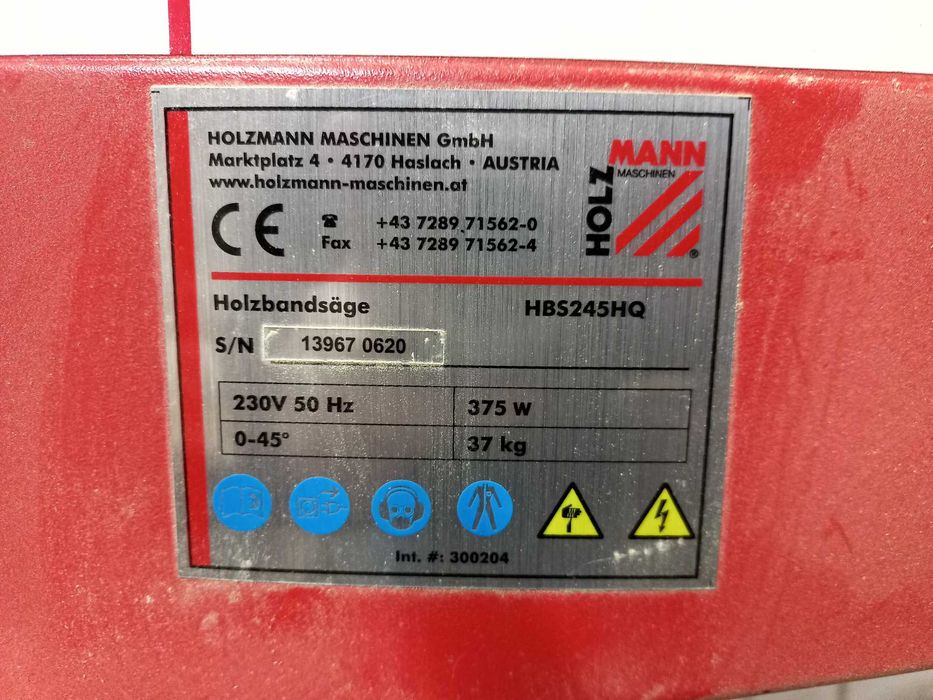 HOLZMANN MASCHINEN GmbH
Marktplatz 4 • 4170 Haslach • AUSTRIA
www.holzmann-maschinen.at
CE
☎ +43 7289 71562-0
Fax +43 7289 71562-4
HOLZ
MANN
MASCHINEN
®
Holzbandsäge HBS245HQ
S/N 13967 0620
230V 50 Hz 375 W
0-45° 37 kg
Int. #: 300204